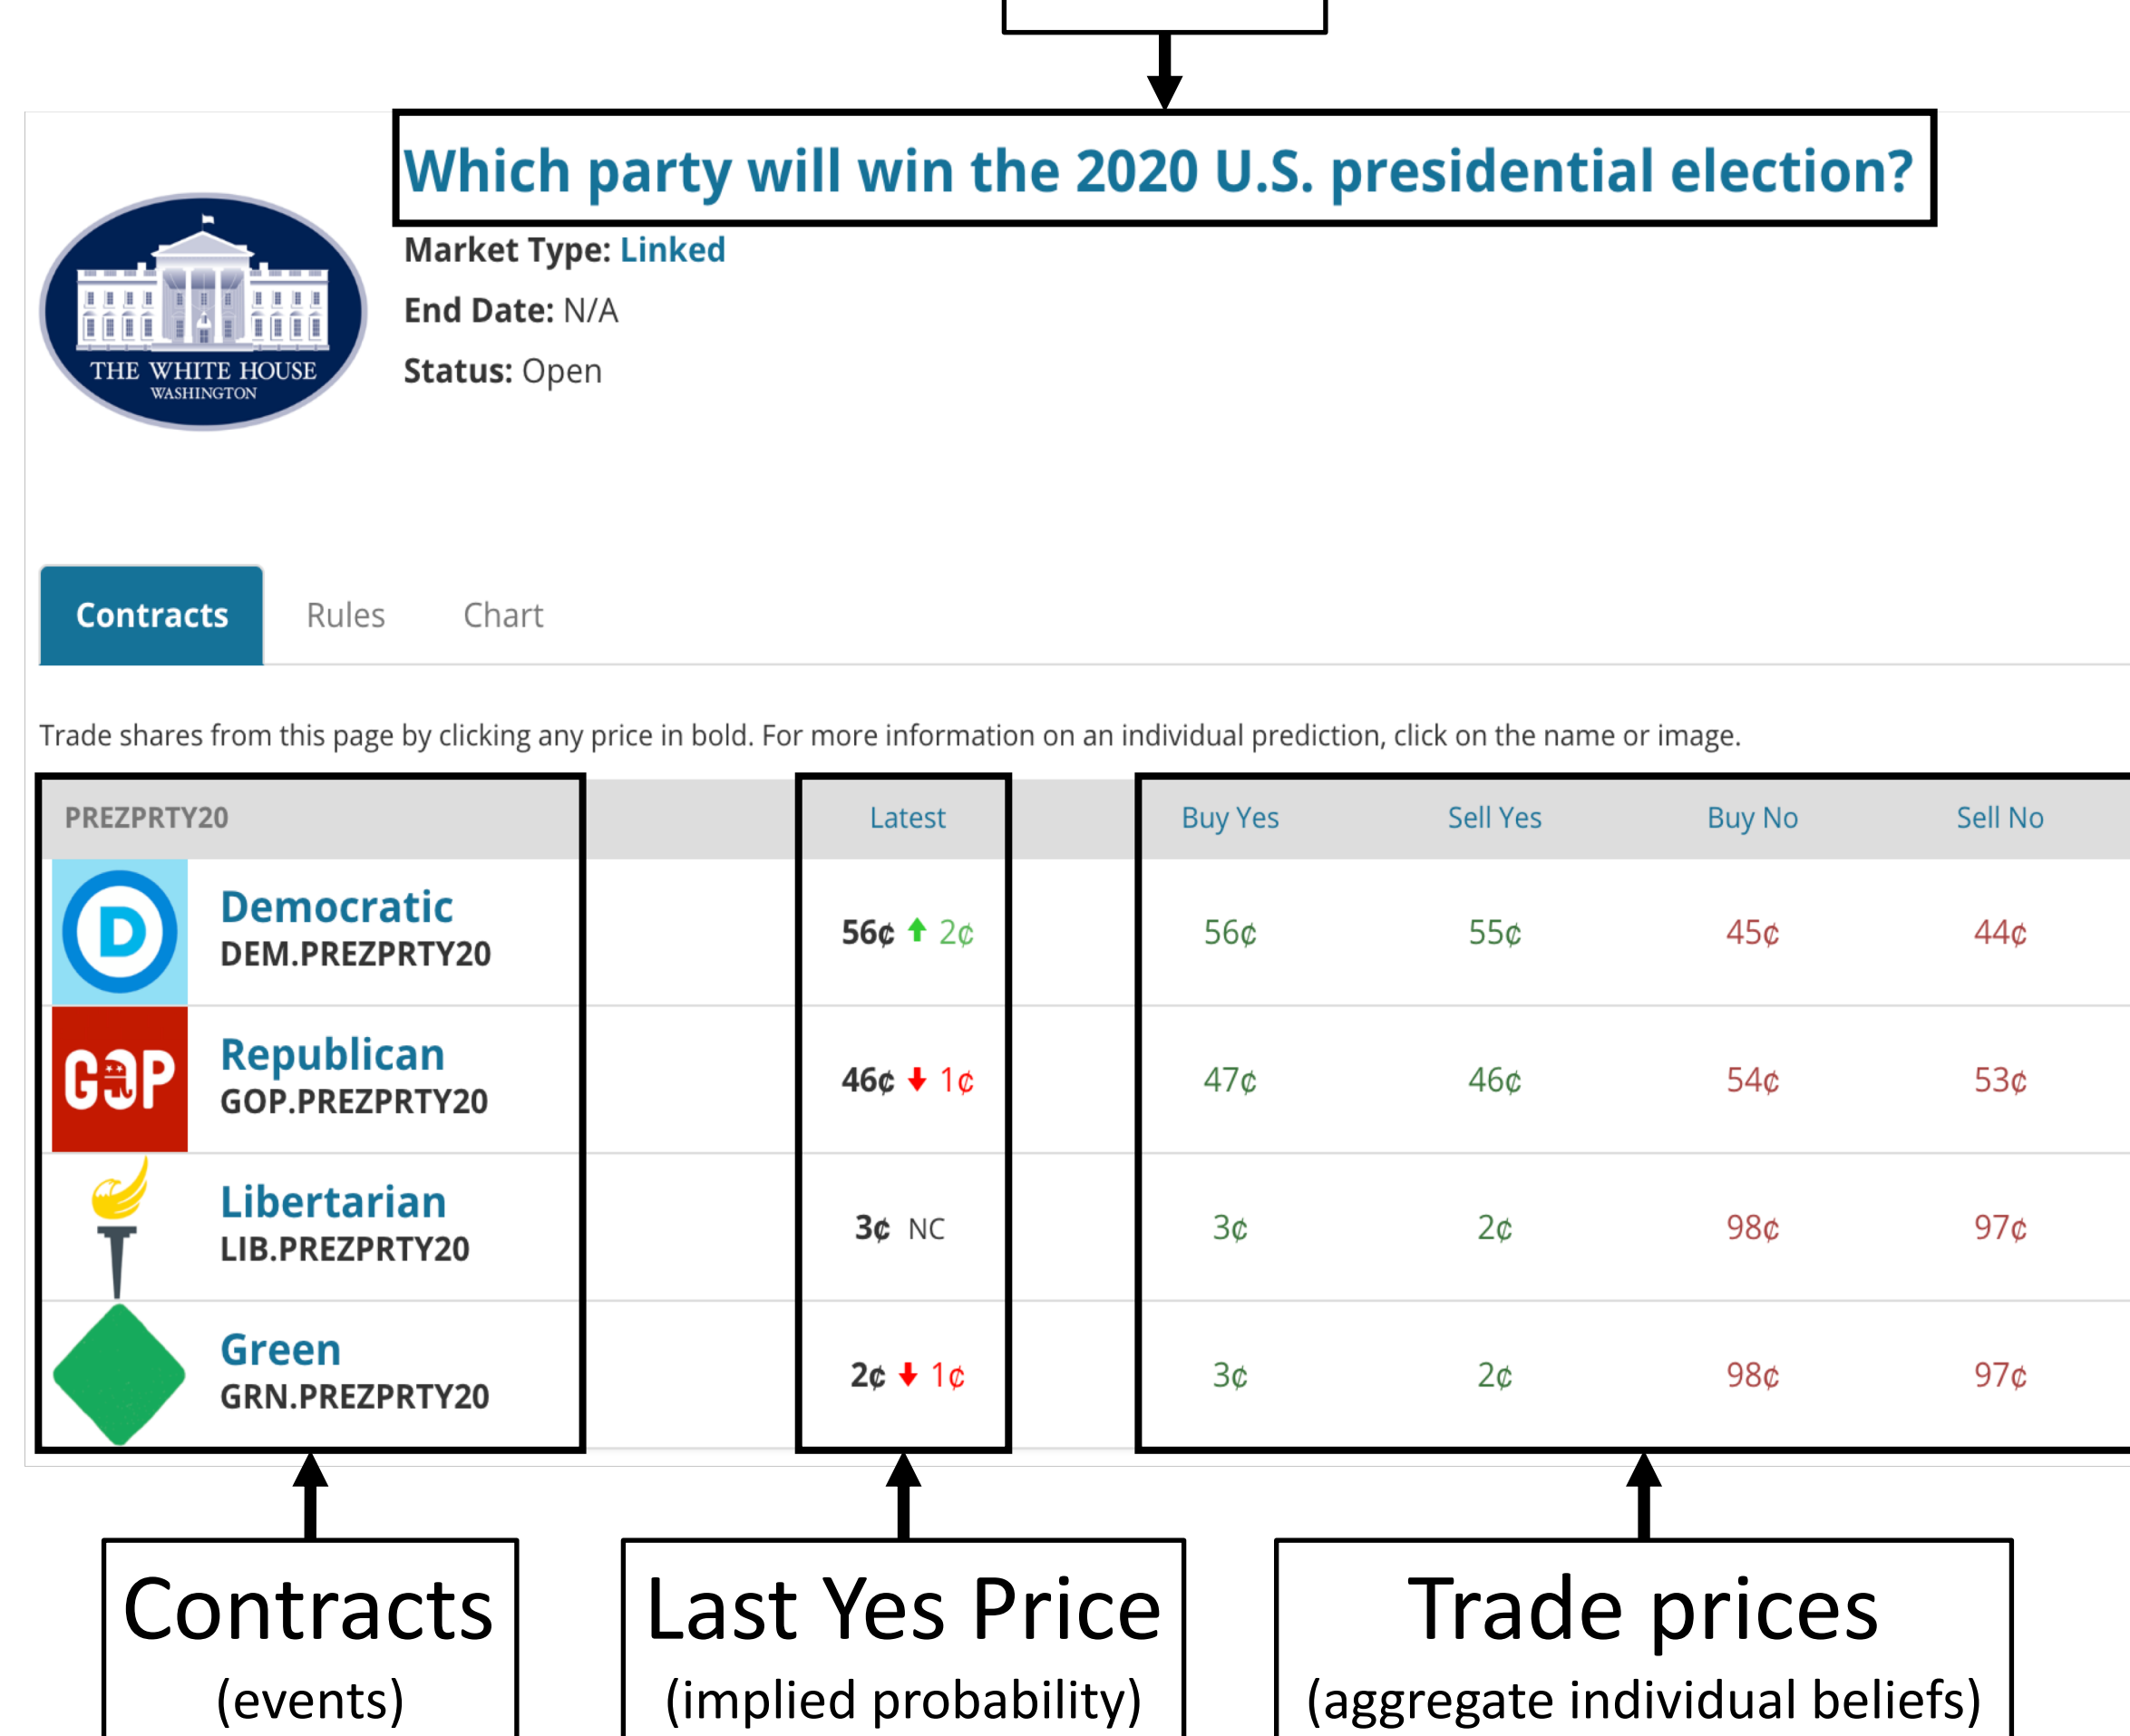 Which party will win the 2020 U.S. presidential election?
Market Type: Linked
End Date: N/A
Status: Open
THE WHITE HOUSE
WASHINGTON
Contracts Rules Chart
Trade shares from this page by clicking any price in bold. For more information on an individual prediction, click on the name or image.
PREZPRTY20 Latest Buy Yes Sell Yes Buy No Sell No
D
Democratic
DEM.PREZPRTY20
56¢ 2¢ 56¢ 55¢ 45¢ 44¢
GOP
Republican
GOP.PREZPRTY20
46¢ 1¢ 47¢ 46¢ 54¢ 53¢
Libertarian
LIB.PREZPRTY20
3¢ NC 3¢ 2¢ 98¢ 97¢
Green
GRN.PREZPRTY20
2¢ 1¢ 3¢ 2¢ 98¢ 97¢
Contracts
(events)
Last Yes Price
(implied probability)
Trade prices
(aggregate individual beliefs)